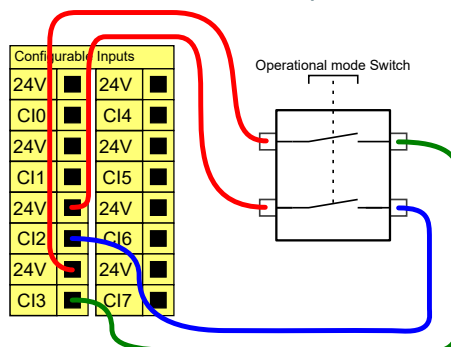 Configurable Inputs
24V 24V
CI0 CI4
24V 24V
CI1 CI5
24V 24V
CI2 CI6
24V 24V
CI3 CI7
Operational mode Switch